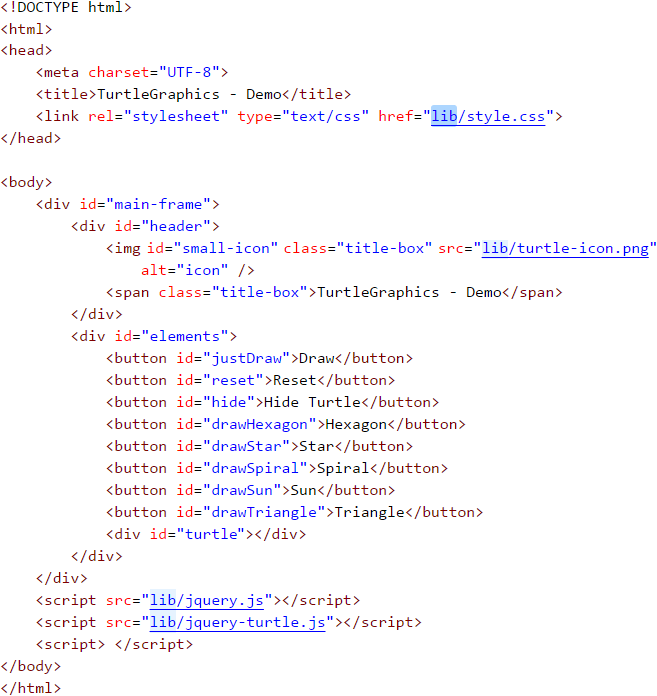 <!DOCTYPE html>
<html>
<head>
    <meta charset="UTF-8">
    <title>TurtleGraphics - Demo</title>
    <link rel="stylesheet" type="text/css" href="lib/style.css">
</head>

<body>
    <div id="main-frame">
        <div id="header">
            <img id="small-icon" class="title-box" src="lib/turtle-icon.png"
                alt="icon" />
            <span class="title-box">TurtleGraphics - Demo</span>
        </div>
        <div id="elements">
            <button id="justDraw">Draw</button>
            <button id="reset">Reset</button>
            <button id="hide">Hide Turtle</button>
            <button id="drawHexagon">Hexagon</button>
            <button id="drawStar">Star</button>
            <button id="drawSpiral">Spiral</button>
            <button id="drawSun">Sun</button>
            <button id="drawTriangle">Triangle</button>
            <div id="turtle"></div>
        </div>
    </div>
    <script src="lib/jquery.js"></script>
    <script src="lib/jquery-turtle.js"></script>
    <script> </script>
</body>
</html>